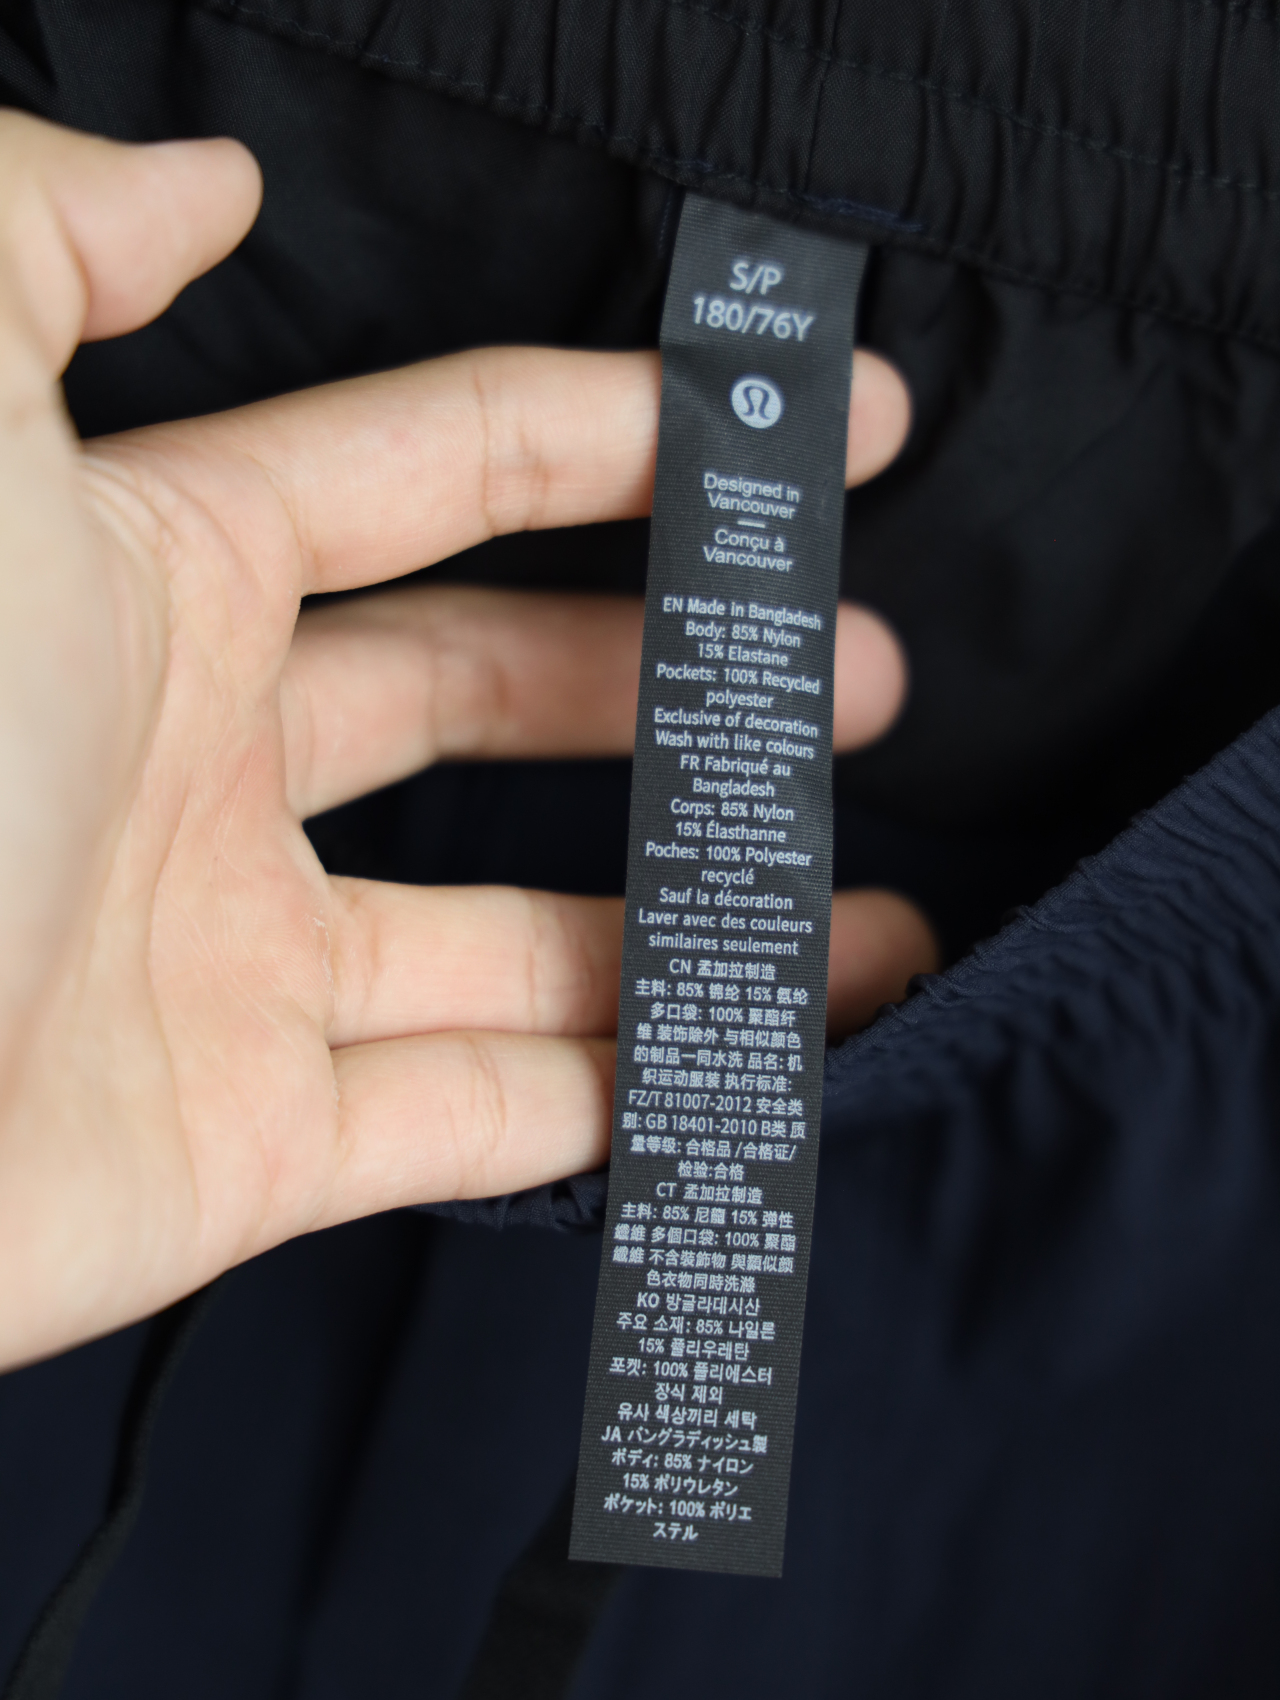 S/P
180/76Y
Designed in
Vancouver
Conçu à
Vancouver
EN Made in Bangladesh
Body: 85% Nylon
15% Elastane
Pockets: 100% Recycled
polyester
Exclusive of decoration
Wash with like colours
FR Fabriqué au
Bangladesh
Corps: 85% Nylon
15% Élasthanne
Poches: 100% Polyester
recyclé
Sauf la décoration
Laver avec des couleurs
similaires seulement
CN 孟加拉制造
主料: 85% 锦纶 15% 氨纶
多口袋: 100% 聚酯纤
维 装饰除外 与相似颜色
的制品一同水洗 品名: 机
织运动服装 执行标准:
FZ/T 81007-2012 安全类
别: GB 18401-2010 B类 质
量等级: 合格品 /合格证/
检验:合格
CT 孟加拉制造
主料: 85% 尼龍 15% 弹性
纖維 多個口袋: 100% 聚酯
纖維 不含裝飾物 與類似顔
色衣物同時洗滌
KO 방글라데시산
주요 소재: 85% 나일론
15% 폴리우레탄
포켓: 100% 폴리에스터
장식 제외
유사 색상끼리 세탁
JA バングラディッシュ製
ボディ: 85% ナイロン
15% ポリウレタン
ポケット: 100% ポリエ
ステル